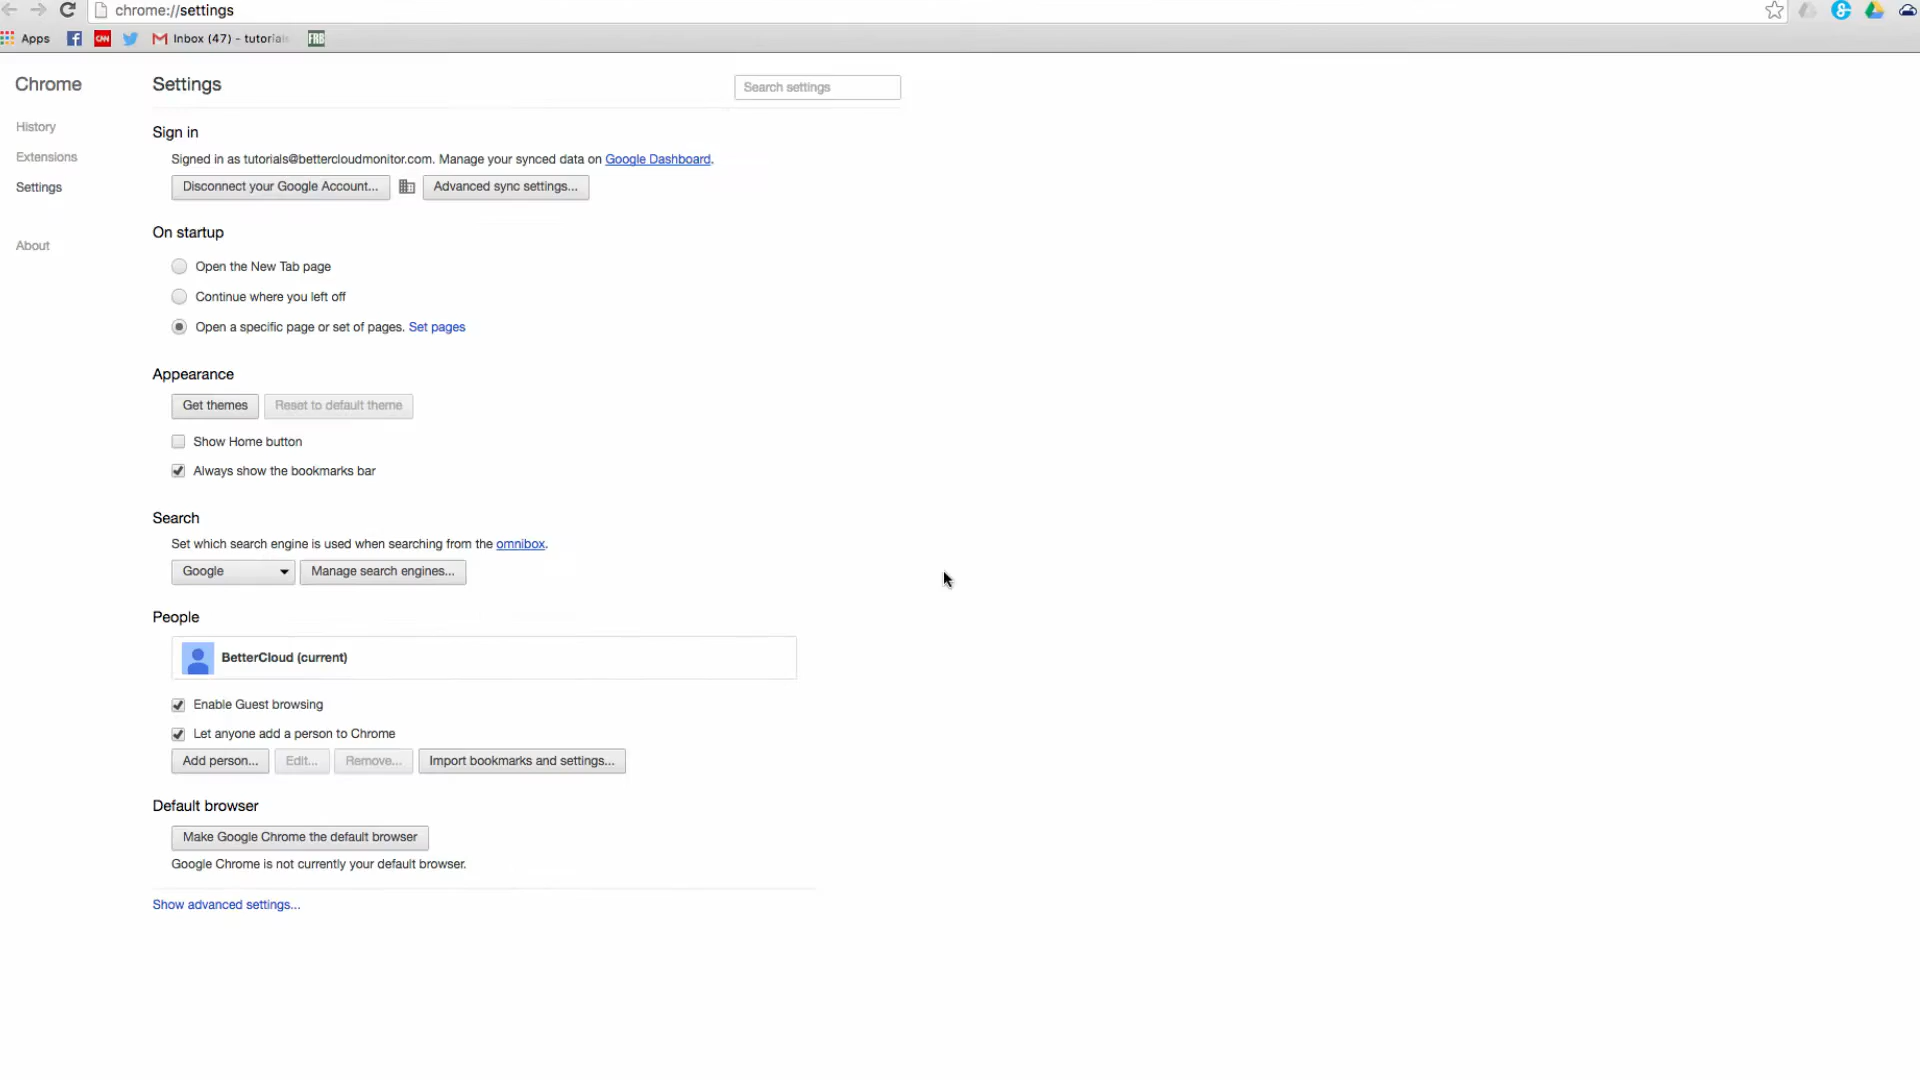 chrome://settings
Apps
CNN
Inbox (47) - tutorials
FRB
Chrome
Settings
Search settings
History
Extensions
Settings
About
Sign in
Signed in as tutorials@bettercloudmonitor.com. Manage your synced data on Google Dashboard.
Disconnect your Google Account...
Advanced sync settings...
On startup
Open the New Tab page
Continue where you left off
Open a specific page or set of pages. Set pages
Appearance
Get themes
Reset to default theme
Show Home button
Always show the bookmarks bar
Search
Set which search engine is used when searching from the omnibox.
Google
Manage search engines...
People
BetterCloud (current)
Enable Guest browsing
Let anyone add a person to Chrome
Add person...
Edit...
Remove...
Import bookmarks and settings...
Default browser
Make Google Chrome the default browser
Google Chrome is not currently your default browser.
Show advanced settings...